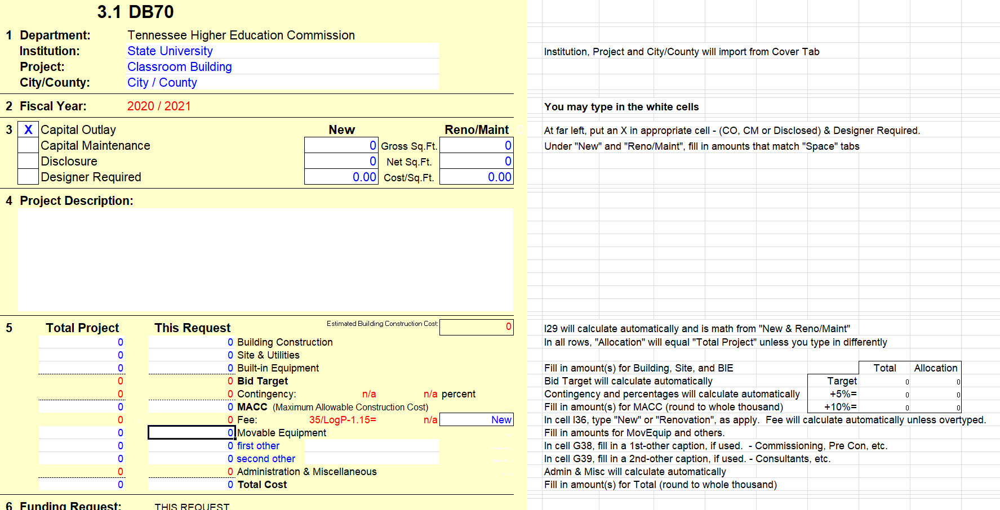 3.1 DB70
1 Department: Tennessee Higher Education Commission
Institution: State University Institution, Project and City/County will import from Cover Tab
Project: Classroom Building
City/County: City / County
2 Fiscal Year: 2020 / 2021 You may type in the white cells
3 X Capital Outlay New Reno/Maint 0 At far left, put an X in appropriate cell - (CO, CM or Disclosed) & Designer Required.
Capital Maintenance 0 Gross Sq.Ft. 0 Under "New" and "Reno/Maint", fill in amounts that match "Space" tabs
Disclosure 0 Net Sq.Ft. 0
Designer Required 0.00 Cost/Sq.Ft. 0.00
4 Project Description:
5 Total Project This Request Estimated Building Construction Cost: 0 I29 will calculate automatically and is math from "New & Reno/Maint"
0 0 Building Construction In all rows, "Allocation" will equal "Total Project" unless you type in differently
0 0 Site & Utilities
0 0 Built-in Equipment Fill in amount(s) for Building, Site, and BIE Total Allocation
0 0 Bid Target Bid Target will calculate automatically Target 0 0
0 0 Contingency: n/a n/a percent Contingency and percentages will calculate automatically +5%= 0 0
0 0 MACC (Maximum Allowable Construction Cost) Fill in amount(s) for MACC (round to whole thousand) +10%= 0 0
0 0 Fee: 35/LogP-1.15= n/a New In cell I36, type "New" or "Renovation", as apply. Fee will calculate automatically unless overtyped.
0 0 Movable Equipment Fill in amounts for MovEquip and others.
0 0 first other In cell G38, fill in a 1st-other caption, if used. - Commissioning, Pre Con, etc.
0 0 second other In cell G39, fill in a 2nd-other caption, if used. - Consultants, etc.
0 0 Administration & Miscellaneous Admin & Misc will calculate automatically
0 0 Total Cost Fill in amount(s) for Total (round to whole thousand)
6 Funding Request: THIS REQUEST